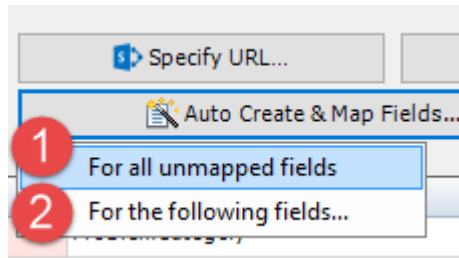 Specify URL...
Auto Create & Map Fields...
1
For all unmapped fields
2
For the following fields...